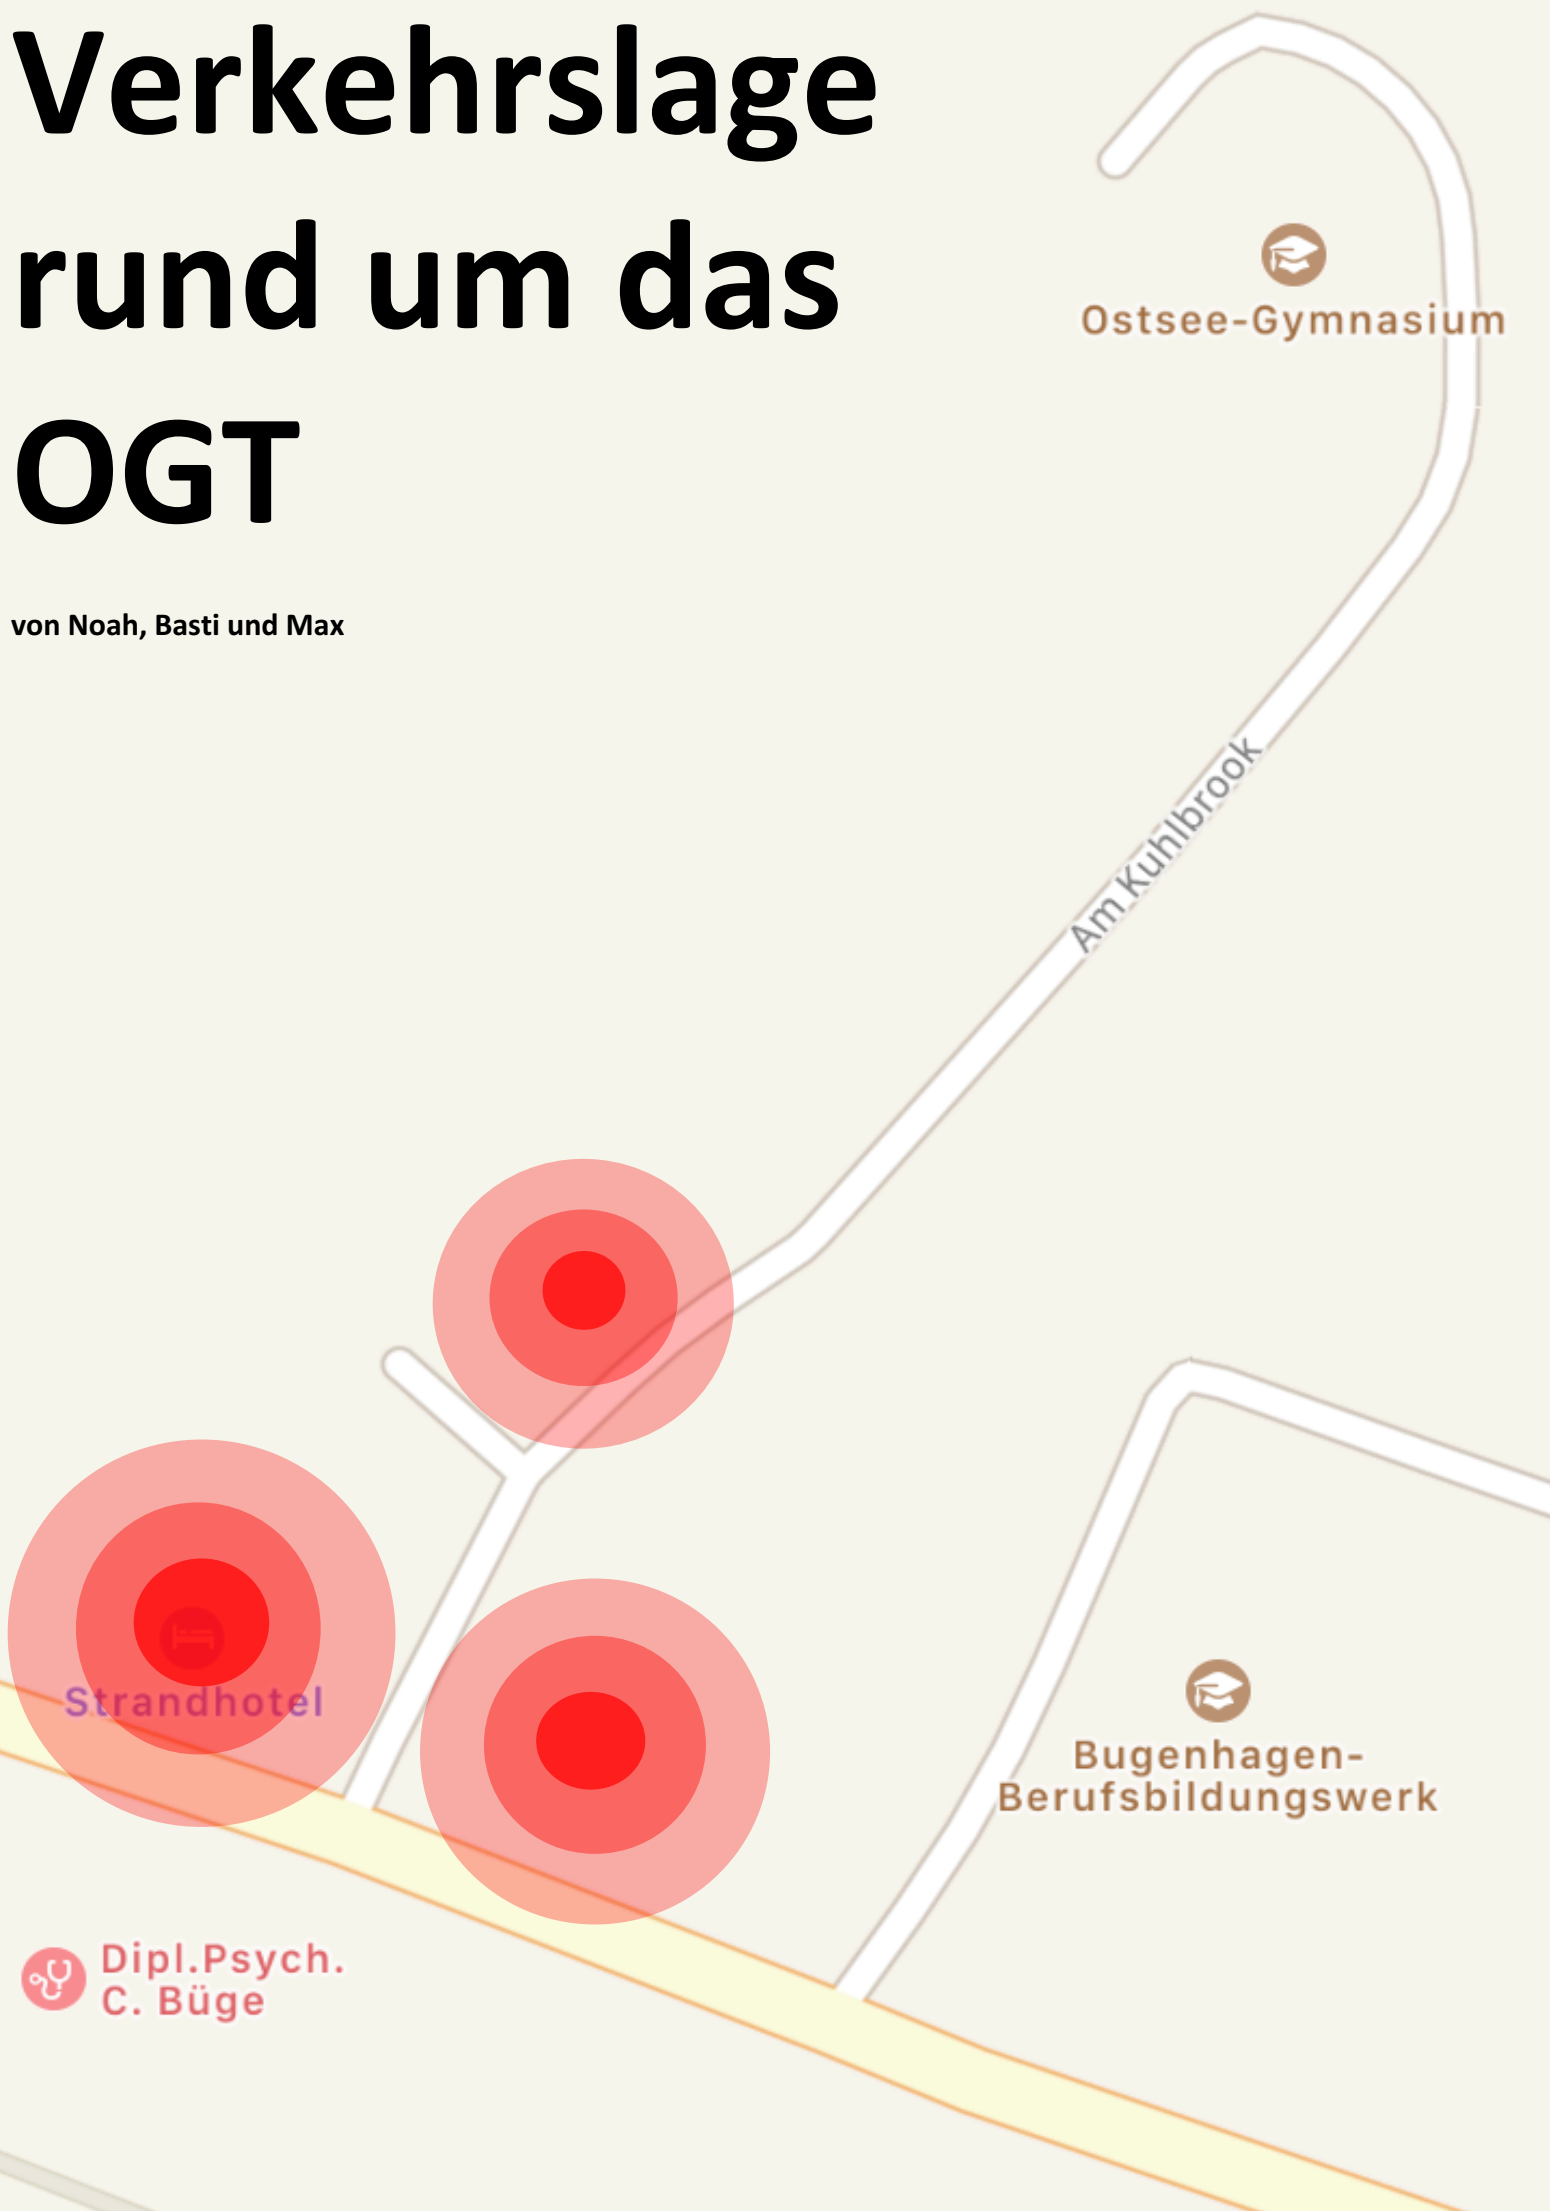 Verkehrslage
rund um das
OGT
von Noah, Basti und Max
Ostsee-Gymnasium
Am Kuhlbrook
Strandhotel
Bugenhagen-
Berufsbildungswerk
Dipl.Psych.
C. Büge